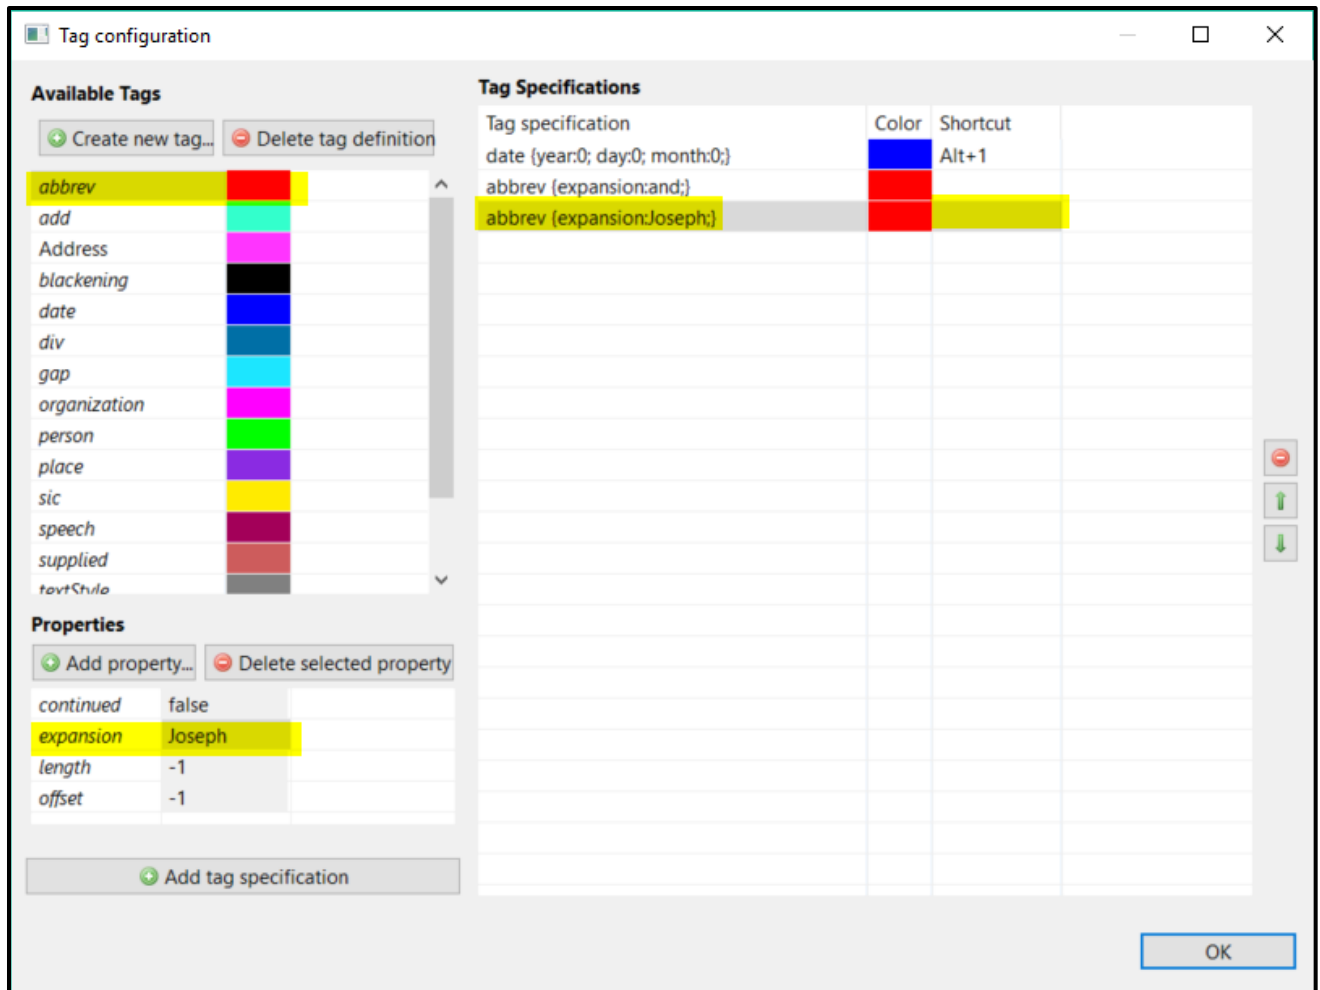 Tag configuration
Available Tags
Create new tag...
Delete tag definition
abbrev
add
Address
blackening
date
div
gap
organization
person
place
sic
speech
supplied
textStyle
Properties
Add property...
Delete selected property
continued false
expansion Joseph
length -1
offset -1
Add tag specification
Tag Specifications
Tag specification Color Shortcut
date {year:0; day:0; month:0;} Alt+1
abbrev {expansion:and;}
abbrev {expansion:Joseph;}
OK